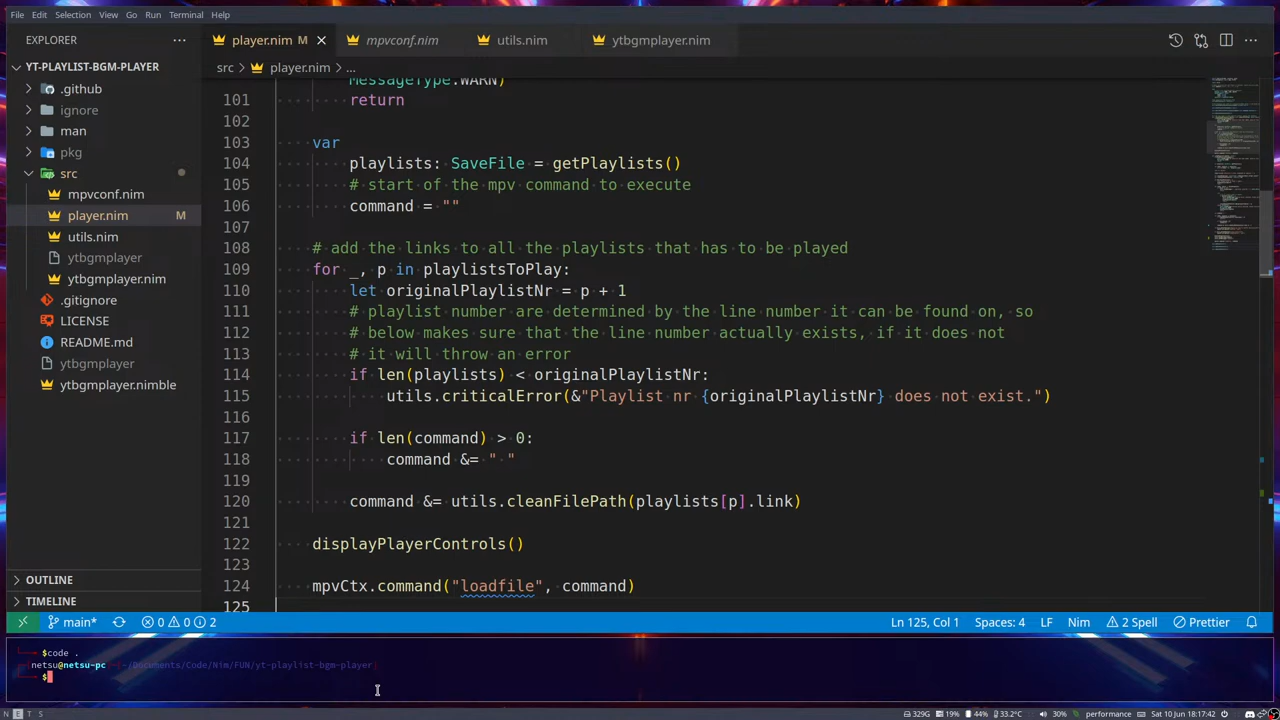 File Edit Selection View Go Run Terminal Help
EXPLORER
player.nim M
mpvconf.nim
utils.nim
ytbgmplayer.nim
YT-PLAYLIST-BGM-PLAYER
.github
ignore
man
pkg
src
mpvconf.nim
player.nim M
utils.nim
ytbgmplayer
ytbgmplayer.nim
.gitignore
LICENSE
README.md
ytbgmplayer
ytbgmplayer.nimble
OUTLINE
TIMELINE
src > player.nim > ...
MessageType.WARN)
101 return
102
103 var
104 playlists: SaveFile = getPlaylists()
105 # start of the mpv command to execute
106 command = ""
107
108 # add the links to all the playlists that has to be played
109 for _, p in playlistsToPlay:
110 let originalPlaylistNr = p + 1
111 # playlist number are determined by the line number it can be found on, so
112 # below makes sure that the line number actually exists, if it does not
113 # it will throw an error
114 if len(playlists) < originalPlaylistNr:
115 utils.criticalError(&"Playlist nr {originalPlaylistNr} does not exist.")
116
117 if len(command) > 0:
118 command &= " "
119
120 command &= utils.cleanFilePath(playlists[p].link)
121
122 displayPlayerControls()
123
124 mpvCtx.command("loadfile", command)
125
main* 0 0 2 Ln 125, Col 1 Spaces: 4 LF Nim 2 Spell Prettier
$code .
netsu@netsu-pc ~/Documents/Code/Nim/FUN/yt-playlist-bgm-player
$
W E T S 329G 19% 44% 33.2°C 30% performance Sat 10 Jun 18:17:42